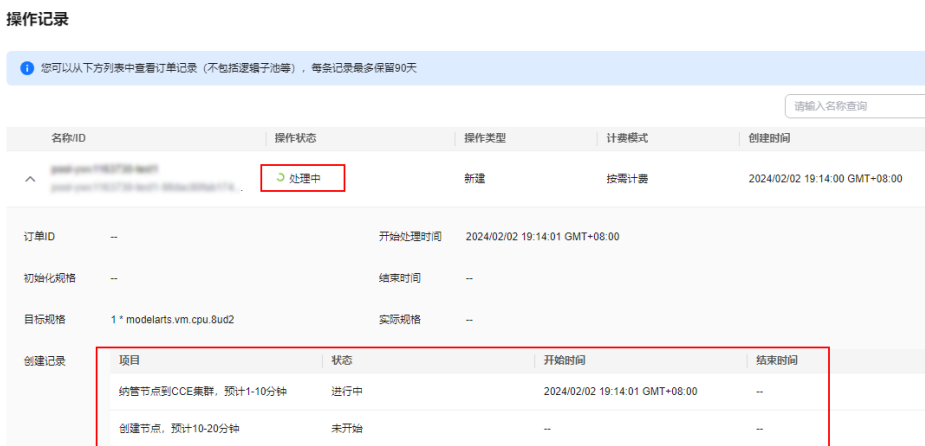 操作记录
您可以从下方列表中查看订单记录（不包括逻辑子池等），每条记录最多保留90天
请输入名称查询
名称/ID 操作状态 操作类型 计费模式 创建时间
处理中 新建 按需计费 2024/02/02 19:14:00 GMT+08:00
订单ID -- 开始处理时间 2024/02/02 19:14:01 GMT+08:00
初始化规格 -- 结束时间 --
目标规格 1 * modelarts.vm.cpu.8ud2 实际规格 --
创建记录 项目 状态 开始时间 结束时间
纳管节点到CCE集群，预计1-10分钟 进行中 2024/02/02 19:14:01 GMT+08:00 --
创建节点，预计10-20分钟 未开始 -- --